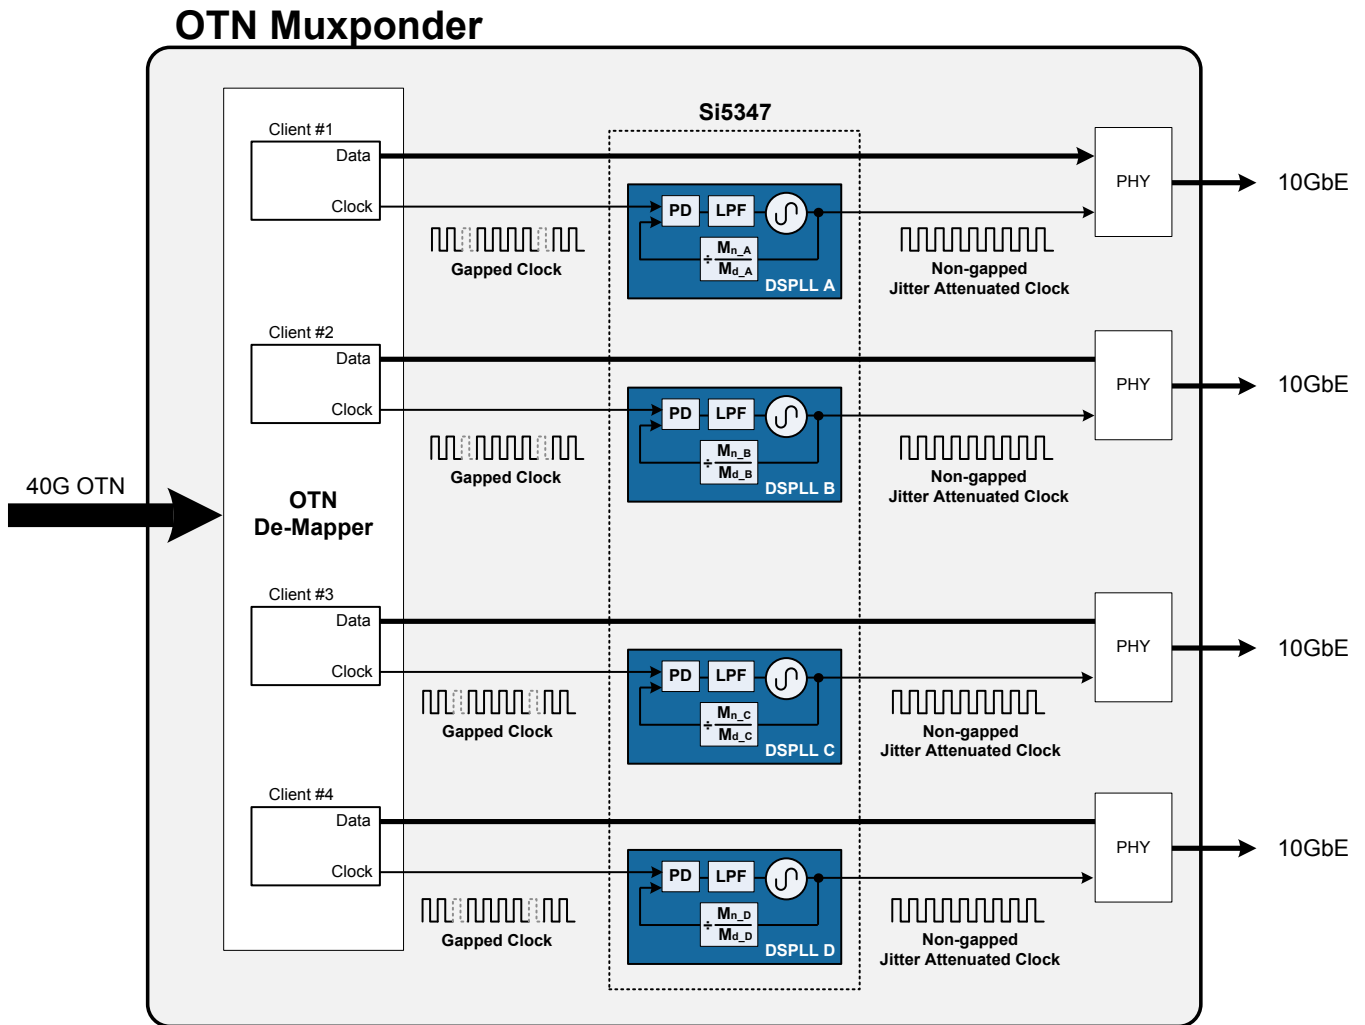 OTN Muxponder
Si5347
Client #1
Data
Clock
Gapped Clock
PD
LPF
÷
Mn_A
Md_A
DSPLL A
Non-gapped
Jitter Attenuated Clock
PHY
10GbE
Client #2
Data
Clock
Gapped Clock
PD
LPF
÷
Mn_B
Md_B
DSPLL B
Non-gapped
Jitter Attenuated Clock
PHY
10GbE
40G OTN
OTN
De-Mapper
Client #3
Data
Clock
Gapped Clock
PD
LPF
÷
Mn_C
Md_C
DSPLL C
Non-gapped
Jitter Attenuated Clock
PHY
10GbE
Client #4
Data
Clock
Gapped Clock
PD
LPF
÷
Mn_D
Md_D
DSPLL D
Non-gapped
Jitter Attenuated Clock
PHY
10GbE